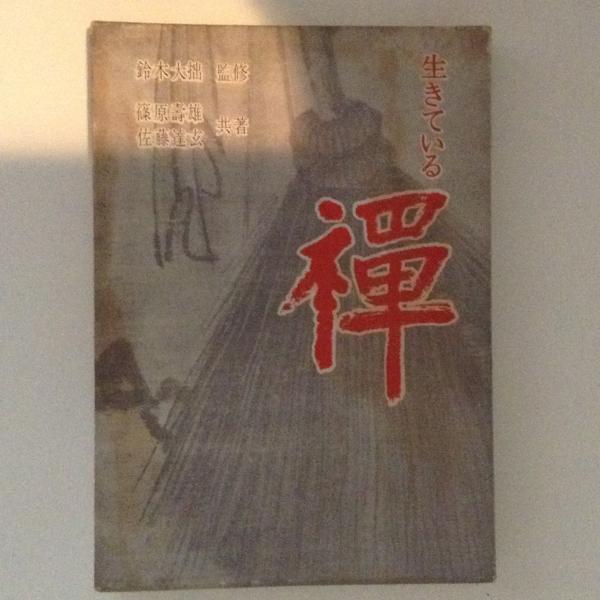 生きている
禪
鈴木大拙 監修
篠原壽雄
佐藤達玄
共著